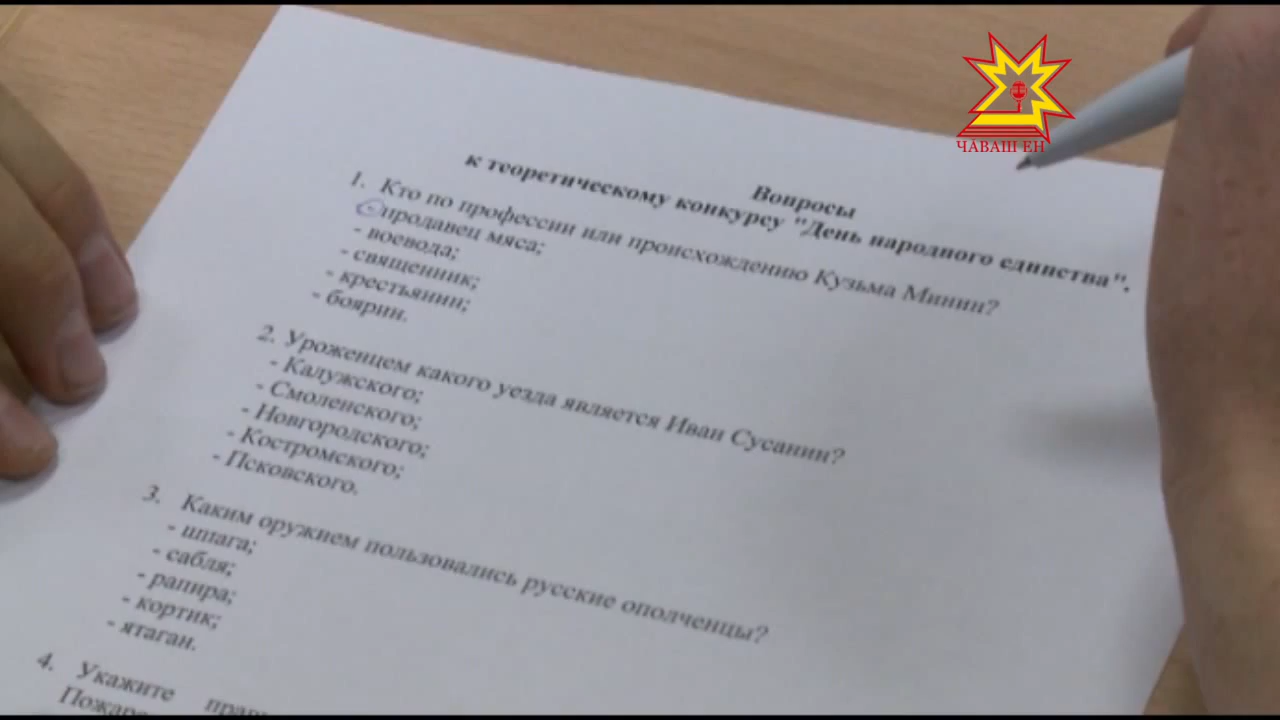 ЧĂВАШ ЕН
Вопросы
к теоретическому конкурсу "День народного единства".
1. Кто по профессии или происхождению Кузьма Минин?
- продавец мяса;
- воевода;
- священник;
- крестьянин;
- боярин.
2. Уроженцем какого уезда является Иван Сусанин?
- Калужского;
- Смоленского;
- Новгородского;
- Костромского;
- Псковского.
3. Каким оружием пользовались русские ополченцы?
- шпага;
- сабля;
- рапира;
- кортик;
- ятаган.
4. Укажите